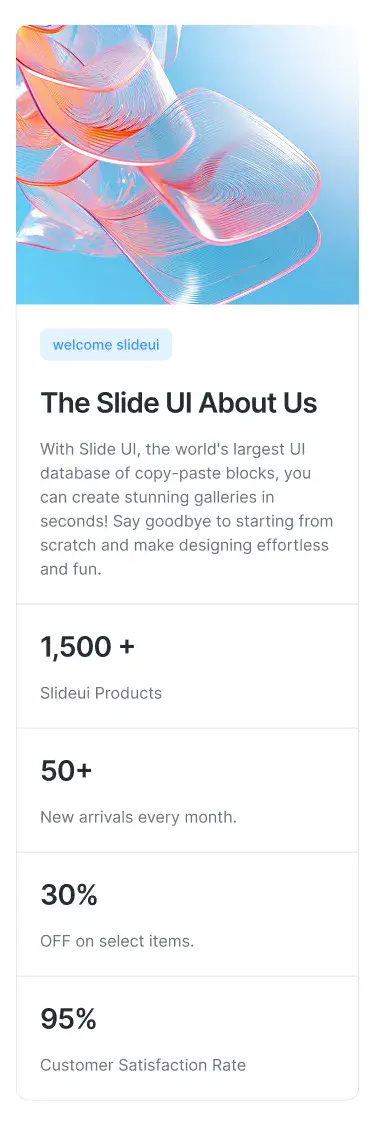 welcome slideui
The Slide UI About Us
With Slide UI, the world's largest UI
database of copy-paste blocks, you
can create stunning galleries in
seconds! Say goodbye to starting from
scratch and make designing effortless
and fun.
1,500 +
Slideui Products
50+
New arrivals every month.
30%
OFF on select items.
95%
Customer Satisfaction Rate